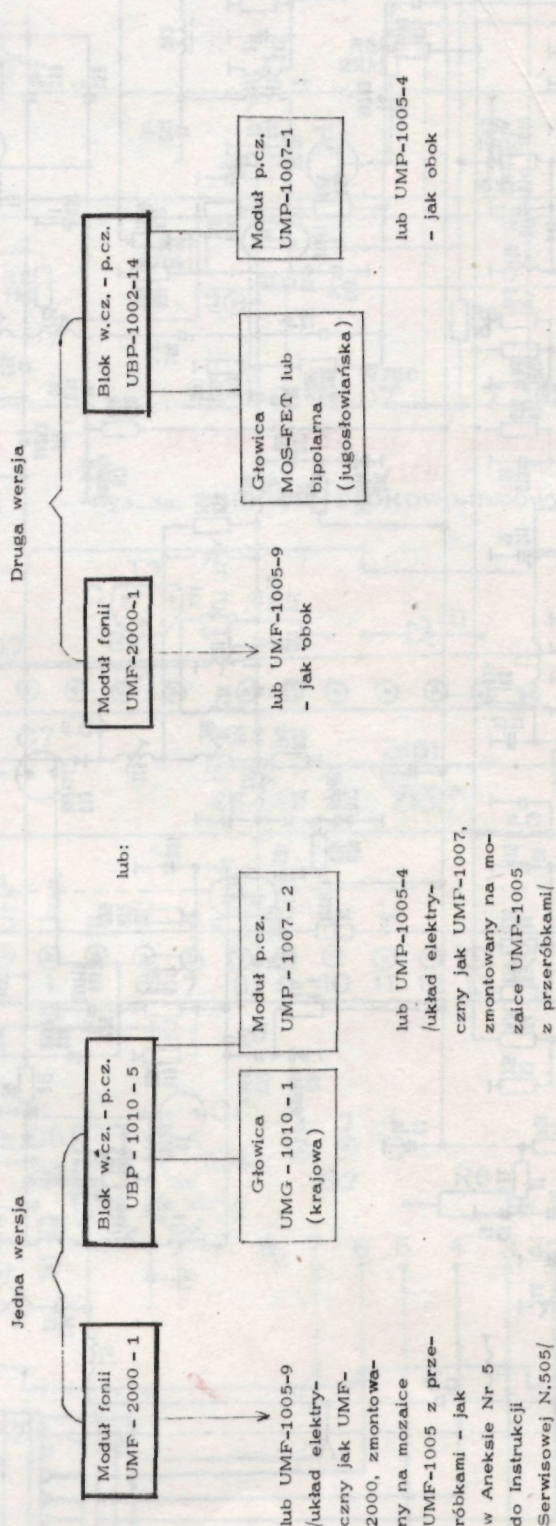 Jedna wersja
Moduł fonii
UMF - 2000 - 1
lub UMF-1005-9
/układ elektry-
czny jak UMF-
2000, zmontowa-
ny na mozaice
UMF-1005 z prze-
róbkami - jak
w Aneksie Nr 5
do Instrukcji
Serwisowej N.505/
Blok w.cz. - p.cz.
UBP - 1010 - 5
Głowica
UMG - 1010 - 1
(krajowa)
Moduł p.cz.
UMP - 1007 - 2
lub UMP-1005-4
/układ elektry-
czny jak UMF-1007,
zmontowany na mo-
zaice UMP-1005
z przeróbkami/
lub:
Druga wersja
Moduł fonii
UMF-2000-1
lub UMF-1005-9
- jak obok
Blok w.cz. - p.cz.
UBP-1002-14
Głowica
MOS-FET lub
bipolarna
(jugosłowiańska)
Moduł p.cz.
UMP-1007-1
lub UMP-1005-4
- jak obok